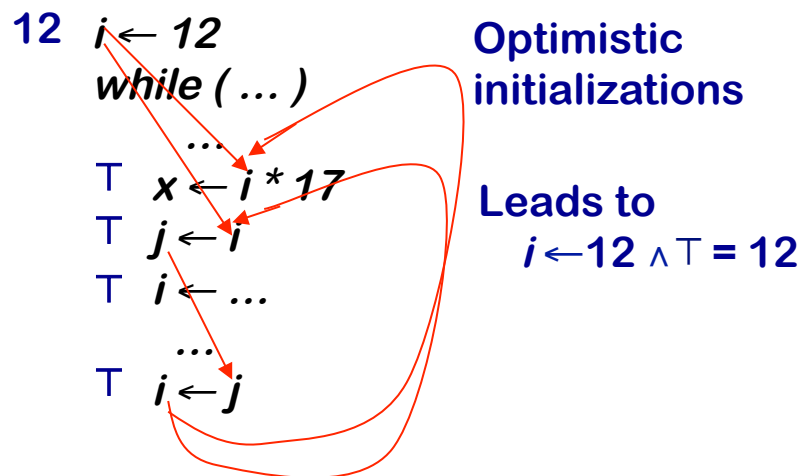 12 i ← 12
while ( … )
…
⊤ x ← i * 17
⊤ j ← i
⊤ i ← …
…
⊤ i ← j
Optimistic
initializations
Leads to
i ← 12 ∧ ⊤ = 12